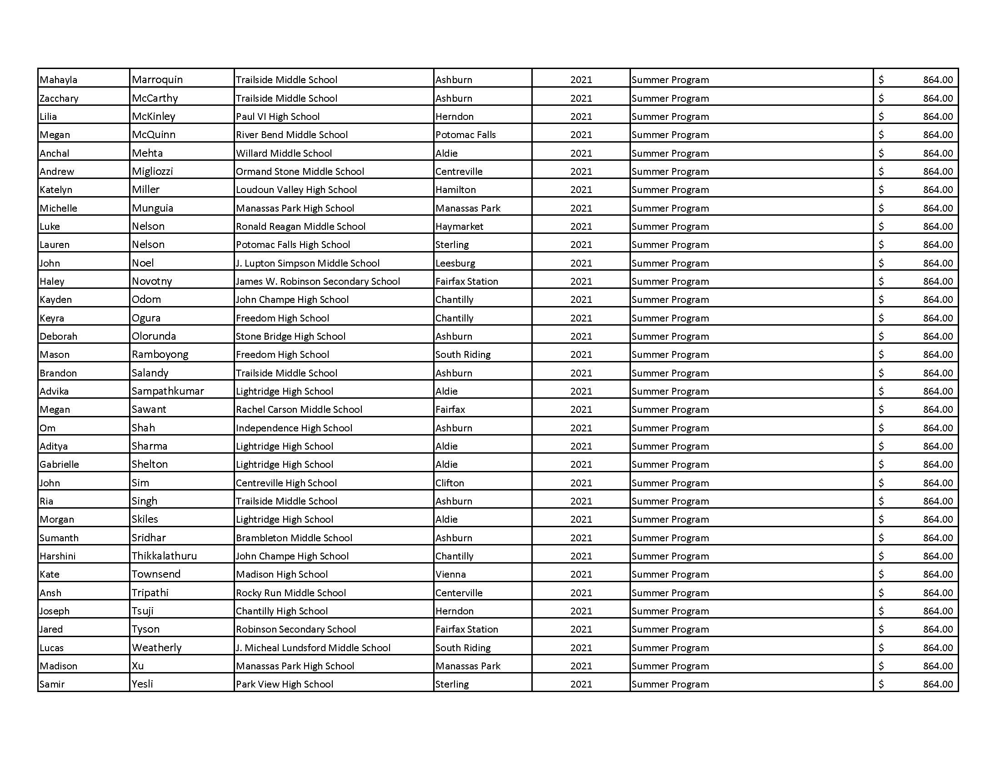 Mahayla Marroquin Trailside Middle School Ashburn 2021 Summer Program $ 864.00
Zacchary McCarthy Trailside Middle School Ashburn 2021 Summer Program $ 864.00
Lilia McKinley Paul VI High School Herndon 2021 Summer Program $ 864.00
Megan McQuinn River Bend Middle School Potomac Falls 2021 Summer Program $ 864.00
Anchal Mehta Willard Middle School Aldie 2021 Summer Program $ 864.00
Andrew Migliozzi Ormand Stone Middle School Centreville 2021 Summer Program $ 864.00
Katelyn Miller Loudoun Valley High School Hamilton 2021 Summer Program $ 864.00
Michelle Munguia Manassas Park High School Manassas Park 2021 Summer Program $ 864.00
Luke Nelson Ronald Reagan Middle School Haymarket 2021 Summer Program $ 864.00
Lauren Nelson Potomac Falls High School Sterling 2021 Summer Program $ 864.00
John Noel J. Lupton Simpson Middle School Leesburg 2021 Summer Program $ 864.00
Haley Novotny James W. Robinson Secondary School Fairfax Station 2021 Summer Program $ 864.00
Kayden Odom John Champe High School Chantilly 2021 Summer Program $ 864.00
Keyra Ogura Freedom High School Chantilly 2021 Summer Program $ 864.00
Deborah Olorunda Stone Bridge High School Ashburn 2021 Summer Program $ 864.00
Mason Ramboyong Freedom High School South Riding 2021 Summer Program $ 864.00
Brandon Salandy Trailside Middle School Ashburn 2021 Summer Program $ 864.00
Advika Sampathkumar Lightridge High School Aldie 2021 Summer Program $ 864.00
Megan Sawant Rachel Carson Middle School Fairfax 2021 Summer Program $ 864.00
Om Shah Independence High School Ashburn 2021 Summer Program $ 864.00
Aditya Sharma Lightridge High School Aldie 2021 Summer Program $ 864.00
Gabrielle Shelton Lightridge High School Aldie 2021 Summer Program $ 864.00
John Sim Centreville High School Clifton 2021 Summer Program $ 864.00
Ria Singh Trailside Middle School Ashburn 2021 Summer Program $ 864.00
Morgan Skiles Lightridge High School Aldie 2021 Summer Program $ 864.00
Sumanth Sridhar Brambleton Middle School Ashburn 2021 Summer Program $ 864.00
Harshini Thikkalathuru John Champe High School Chantilly 2021 Summer Program $ 864.00
Kate Townsend Madison High School Vienna 2021 Summer Program $ 864.00
Ansh Tripathi Rocky Run Middle School Centerville 2021 Summer Program $ 864.00
Joseph Tsuji Chantilly High School Herndon 2021 Summer Program $ 864.00
Jared Tyson Robinson Secondary School Fairfax Station 2021 Summer Program $ 864.00
Lucas Weatherly J. Micheal Lundsford Middle School South Riding 2021 Summer Program $ 864.00
Madison Xu Manassas Park High School Manassas Park 2021 Summer Program $ 864.00
Samir Yesli Park View High School Sterling 2021 Summer Program $ 864.00